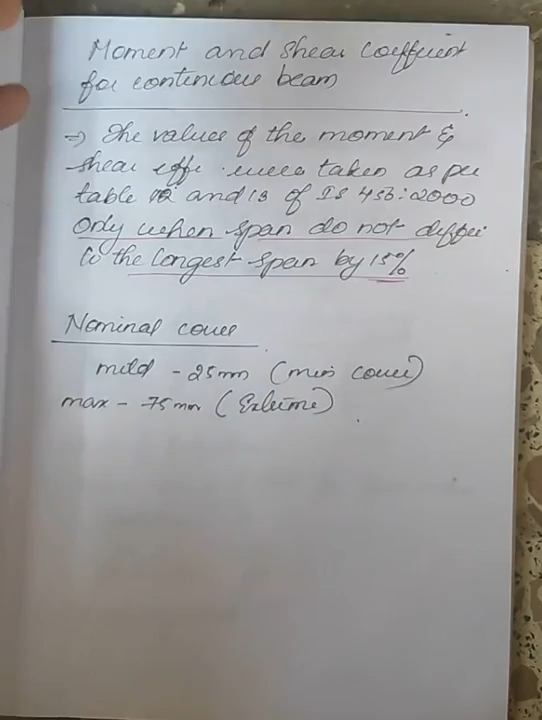 Moment and Shear Coefficient
for continuous beam
=> The values of the moment &
shear effi were taken as per
table 12 and 13 of IS 456:2000
Only when span do not differ
to the longest span by 15%
Nominal cover
mild - 25mm (min cover)
max - 75mm (Extreme)